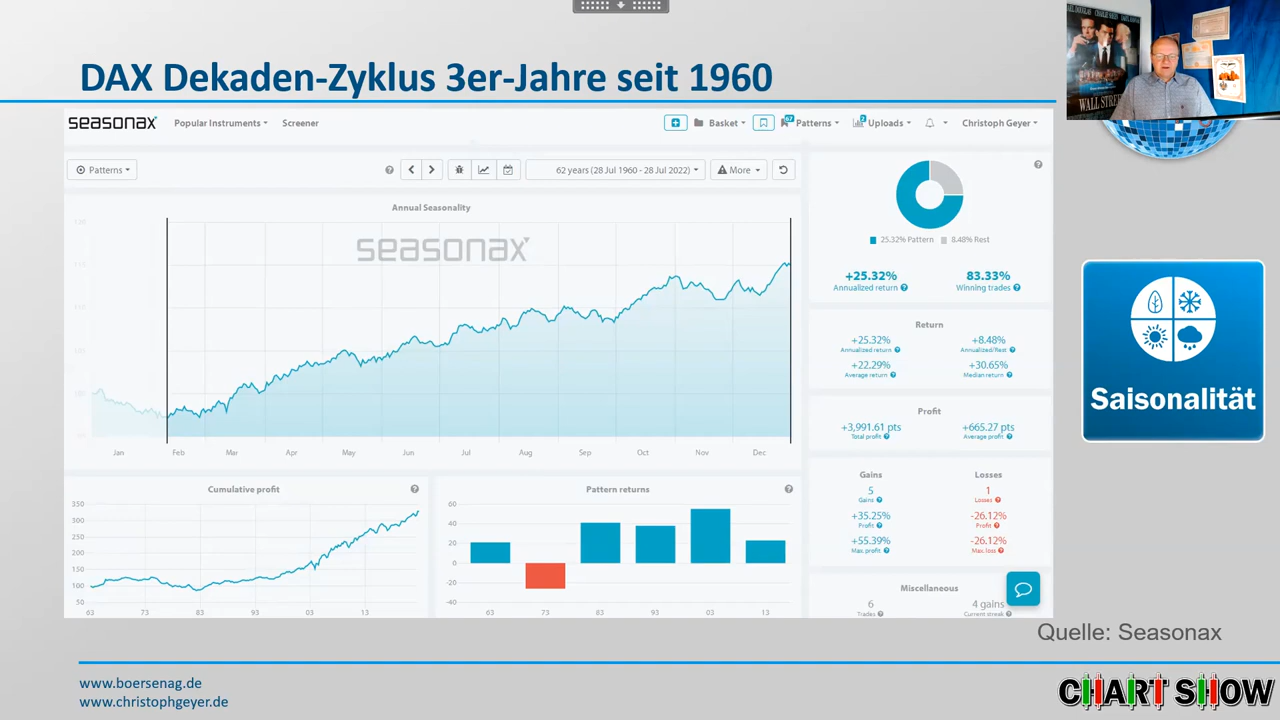 DAX Dekaden-Zyklus 3er-Jahre seit 1960
WALL STREET
seasonax
Popular Instruments
Screener
Basket
67
Patterns
2
Uploads
Christoph Geyer
Patterns
62 years (28 Jul 1960 - 28 Jul 2022)
More
Annual Seasonality
seasonax
Jan Feb Mar Apr May Jun Jul Aug Sep Oct Nov Dec
25.32% Pattern 8.48% Rest
+25.32% 83.33%
Annualized return Winning trades
Return
+25.32% +8.48%
Annualized return Annualized/Rest
+22.29% +30.65%
Average return Median return
Profit
+3,991.61 pts +665.27 pts
Total profit Average profit
Gains Losses
5 1
Gains Losses
+35.25% -26.12%
Profit Profit
+55.39% -26.12%
Max. profit Max. loss
Miscellaneous
6 4 gains
Trades Current streak
Cumulative profit
350
300
250
200
150
100
50
63 73 83 93 03 13
Pattern returns
60
40
20
0
-20
-40
63 73 83 93 03 13
Saisonalität
Quelle: Seasonax
www.boersenag.de
www.christophgeyer.de
CHART SHOW